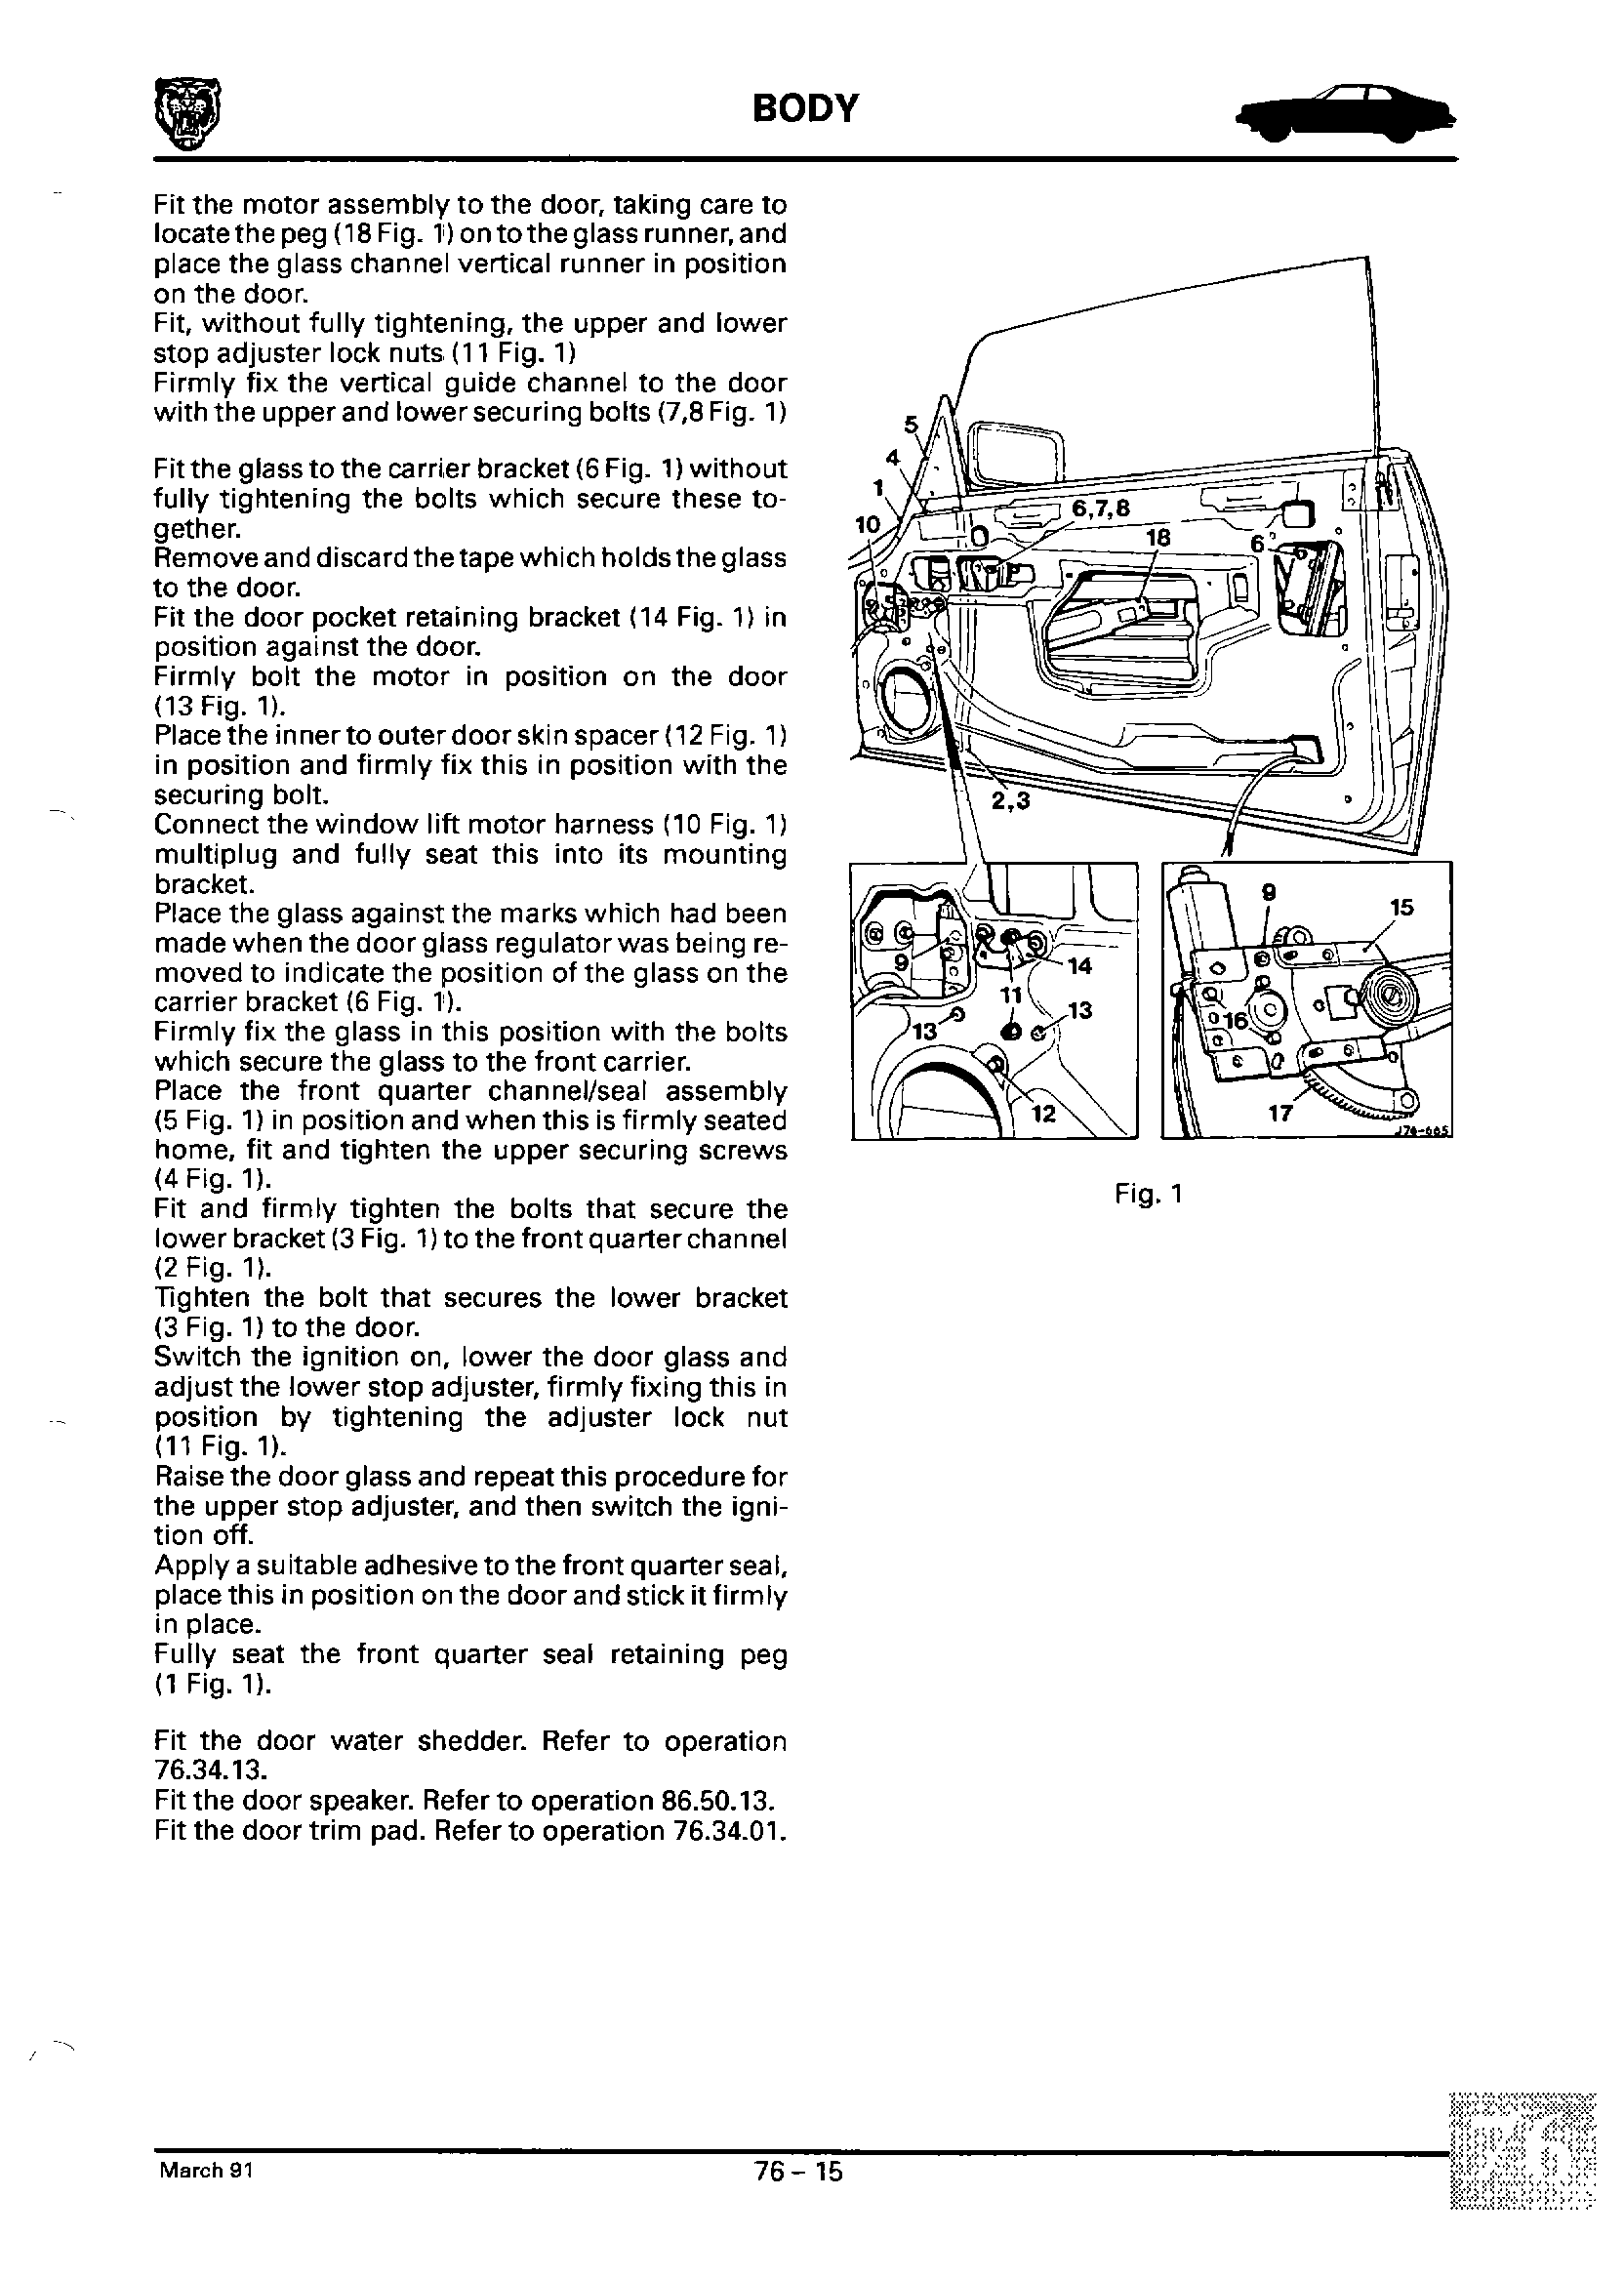 BODY
Fit the motor assembly to the door, taking care to
locate the peg (18 Fig. 1) on to the glass runner, and
place the glass channel vertical runner in position
on the door.
Fit, without fully tightening, the upper and lower
stop adjuster lock nuts (11 Fig. 1)
Firmly fix the vertical guide channel to the door
with the upper and lower securing bolts (7,8 Fig. 1)
Fit the glass to the carrier bracket (6 Fig. 1) without
fully tightening the bolts which secure these to-
gether.
Remove and discard the tape which holds the glass
to the door.
Fit the door pocket retaining bracket (14 Fig. 1) in
position against the door.
Firmly bolt the motor in position on the door
(13 Fig. 1).
Place the inner to outer door skin spacer (12 Fig. 1)
in position and firmly fix this in position with the
securing bolt.
Connect the window lift motor harness (10 Fig. 1)
multiplug and fully seat this into its mounting
bracket.
Place the glass against the marks which had been
made when the door glass regulator was being re-
moved to indicate the position of the glass on the
carrier bracket (6 Fig. 1).
Firmly fix the glass in this position with the bolts
which secure the glass to the front carrier.
Place the front quarter channel/seal assembly
(5 Fig. 1) in position and when this is firmly seated
home, fit and tighten the upper securing screws
(4 Fig. 1).
Fit and firmly tighten the bolts that secure the
lower bracket (3 Fig. 1) to the front quarter channel
(2 Fig. 1).
Tighten the bolt that secures the lower bracket
(3 Fig. 1) to the door.
Switch the ignition on, lower the door glass and
adjust the lower stop adjuster, firmly fixing this in
position by tightening the adjuster lock nut
(11 Fig. 1).
Raise the door glass and repeat this procedure for
the upper stop adjuster, and then switch the igni-
tion off.
Apply a suitable adhesive to the front quarter seal,
place this in position on the door and stick it firmly
in place.
Fully seat the front quarter seal retaining peg
(1 Fig. 1).
Fit the door water shedder. Refer to operation
76.34.13.
Fit the door speaker. Refer to operation 86.50.13.
Fit the door trim pad. Refer to operation 76.34.01.
5
4
1
10
6,7,8
18
6
2,3
9
14
11
13
13
12
9
15
16
17
J76-665
Fig. 1
March 91
76 – 15
76